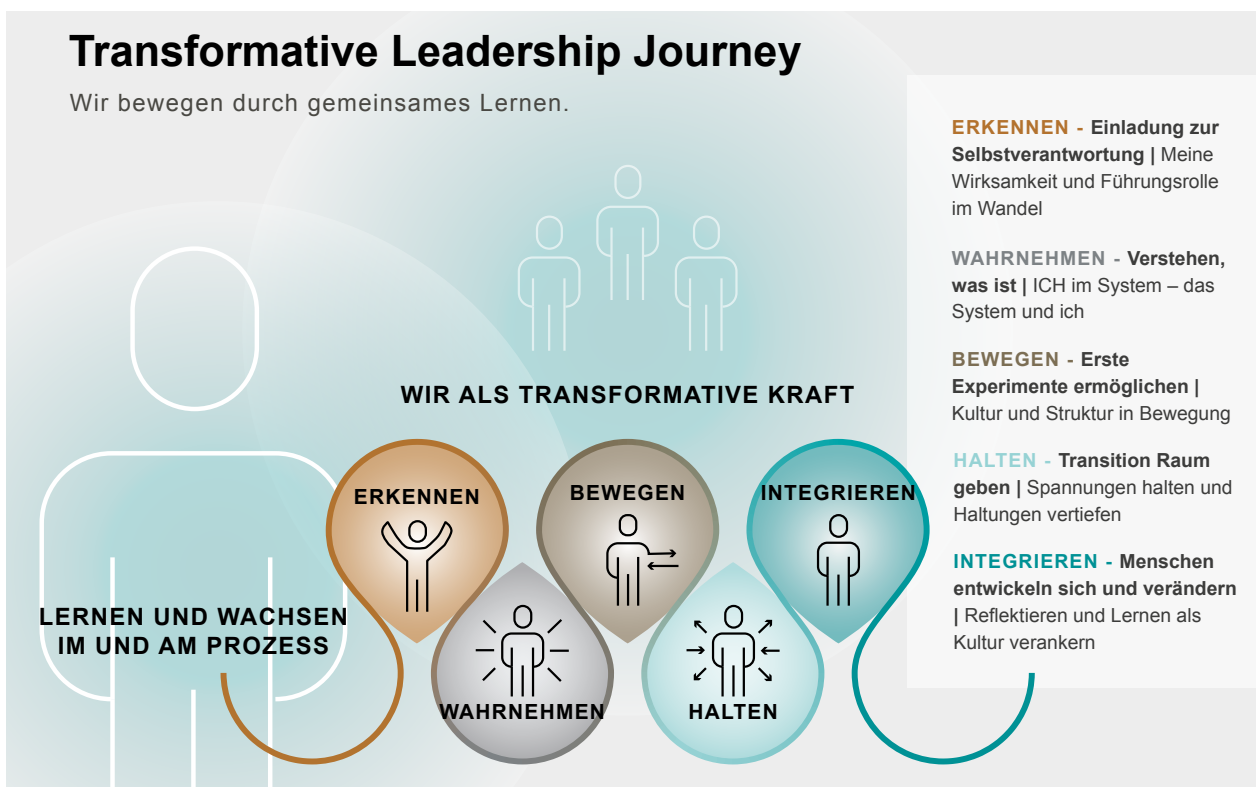 Transformative Leadership Journey
Wir bewegen durch gemeinsames Lernen.
ERKENNEN - Einladung zur
Selbstverantwortung | Meine
Wirksamkeit und Führungsrolle
im Wandel
WAHRNEHMEN - Verstehen,
was ist | ICH im System – das
System und ich
BEWEGEN - Erste
Experimente ermöglichen |
Kultur und Struktur in Bewegung
HALTEN - Transition Raum
geben | Spannungen halten und
Haltungen vertiefen
INTEGRIEREN - Menschen
entwickeln sich und verändern
| Reflektieren und Lernen als
Kultur verankern
WIR ALS TRANSFORMATIVE KRAFT
ERKENNEN
BEWEGEN
INTEGRIEREN
LERNEN UND WACHSEN
IM UND AM PROZESS
WAHRNEHMEN
HALTEN